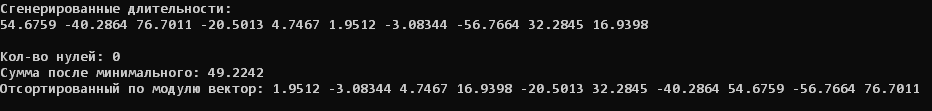 Сгенерированные длительности:
54.6759 -40.2864 76.7011 -20.5013 4.7467 1.9512 -3.08344 -56.7664 32.2845 16.9398
Кол-во нулей: 0
Сумма после минимального: 49.2242
Отсортированный по модулю вектор: 1.9512 -3.08344 4.7467 16.9398 -20.5013 32.2845 -40.2864 54.6759 -56.7664 76.7011